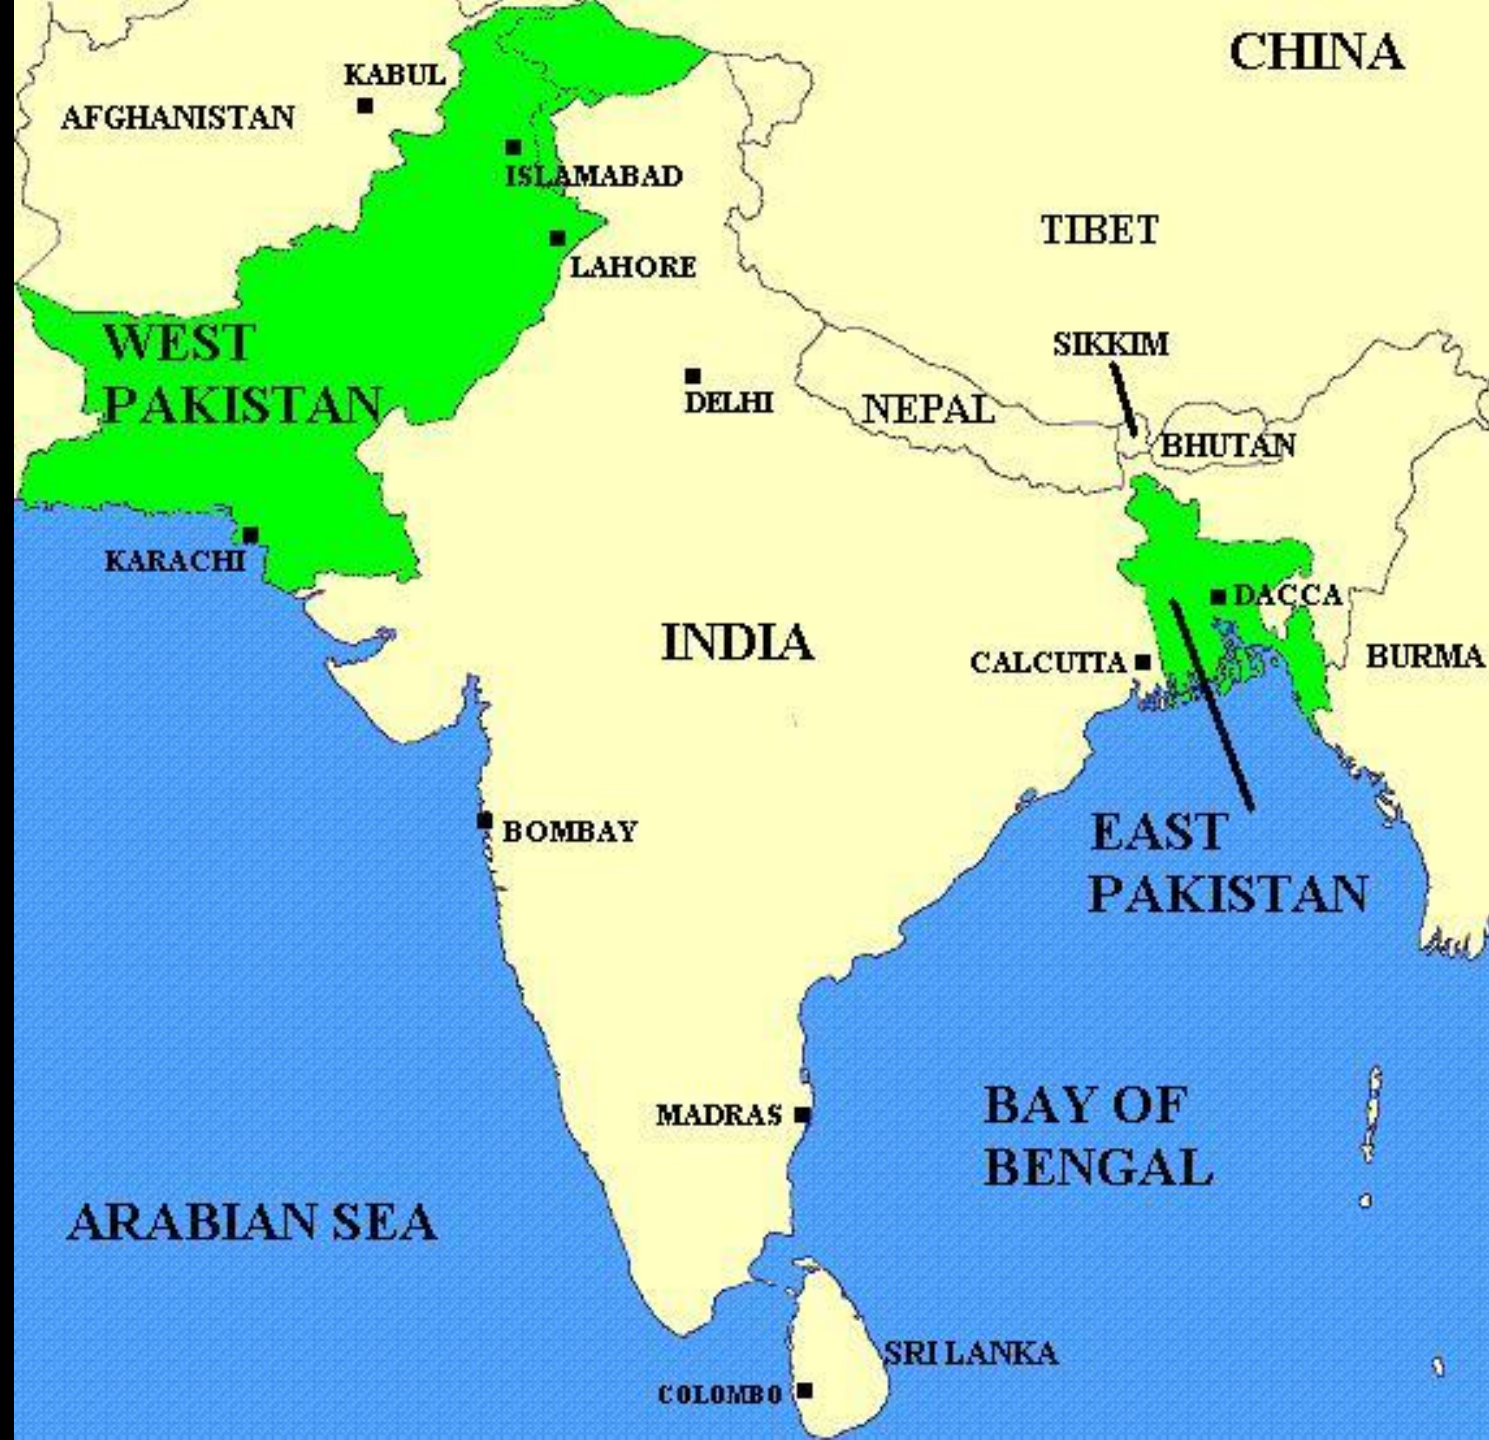 CHINA
KABUL
AFGHANISTAN
ISLAMABAD
TIBET
LAHORE
WEST
PAKISTAN
SIKKIM
DELHI
NEPAL
BHUTAN
KARACHI
DACCA
INDIA
CALCUTTA
BURMA
BOMBAY
EAST
PAKISTAN
MADRAS
BAY OF
BENGAL
ARABIAN SEA
SRI LANKA
COLOMBO